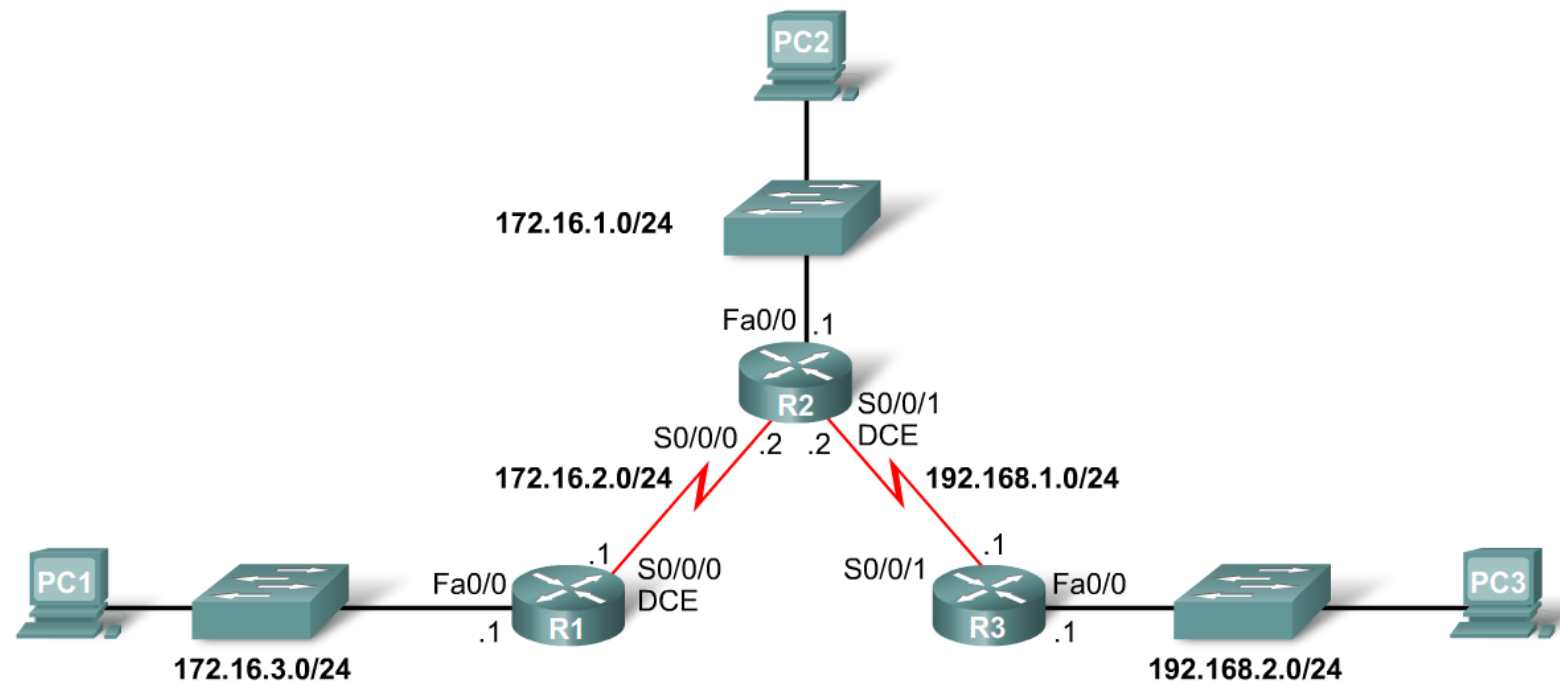 PC2
172.16.1.0/24
Fa0/0
.1
R2
S0/0/1
DCE
S0/0/0
.2
.2
172.16.2.0/24
192.168.1.0/24
.1
S0/0/0
DCE
S0/0/1
.1
PC1
Fa0/0
.1
R1
172.16.3.0/24
R3
Fa0/0
.1
PC3
192.168.2.0/24